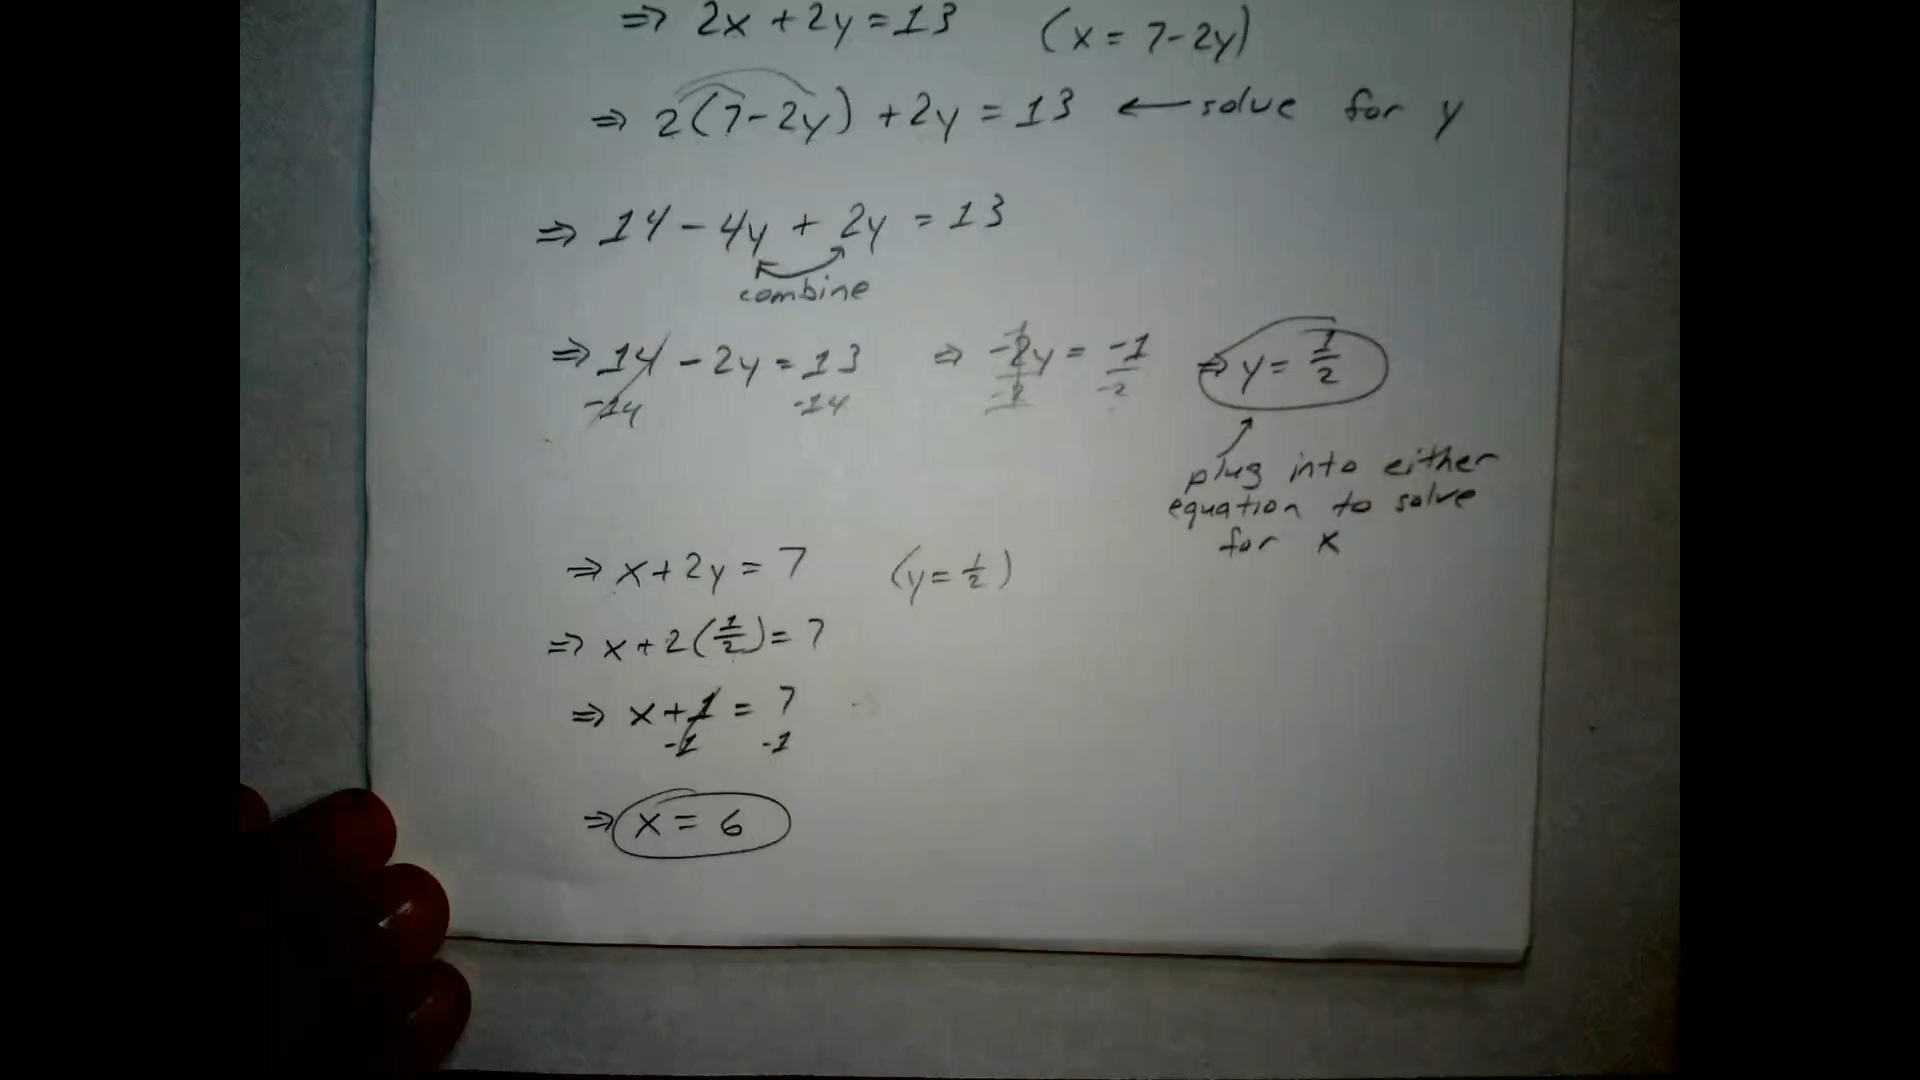 ⇒ 2x + 2y = 13 (x = 7 - 2y)
⇒ 2(7 - 2y) + 2y = 13 ← solve for y
⇒ 14 - 4y + 2y = 13
combine
⇒ 14 - 2y = 13 ⇒ -2y/-2 = -1/-2 ⇒ y = 1/2
-14 -14
plug into either
equation to solve
for x
⇒ x + 2y = 7 (y = 1/2)
⇒ x + 2(1/2) = 7
⇒ x + 1 = 7
-1 -1
⇒ x = 6